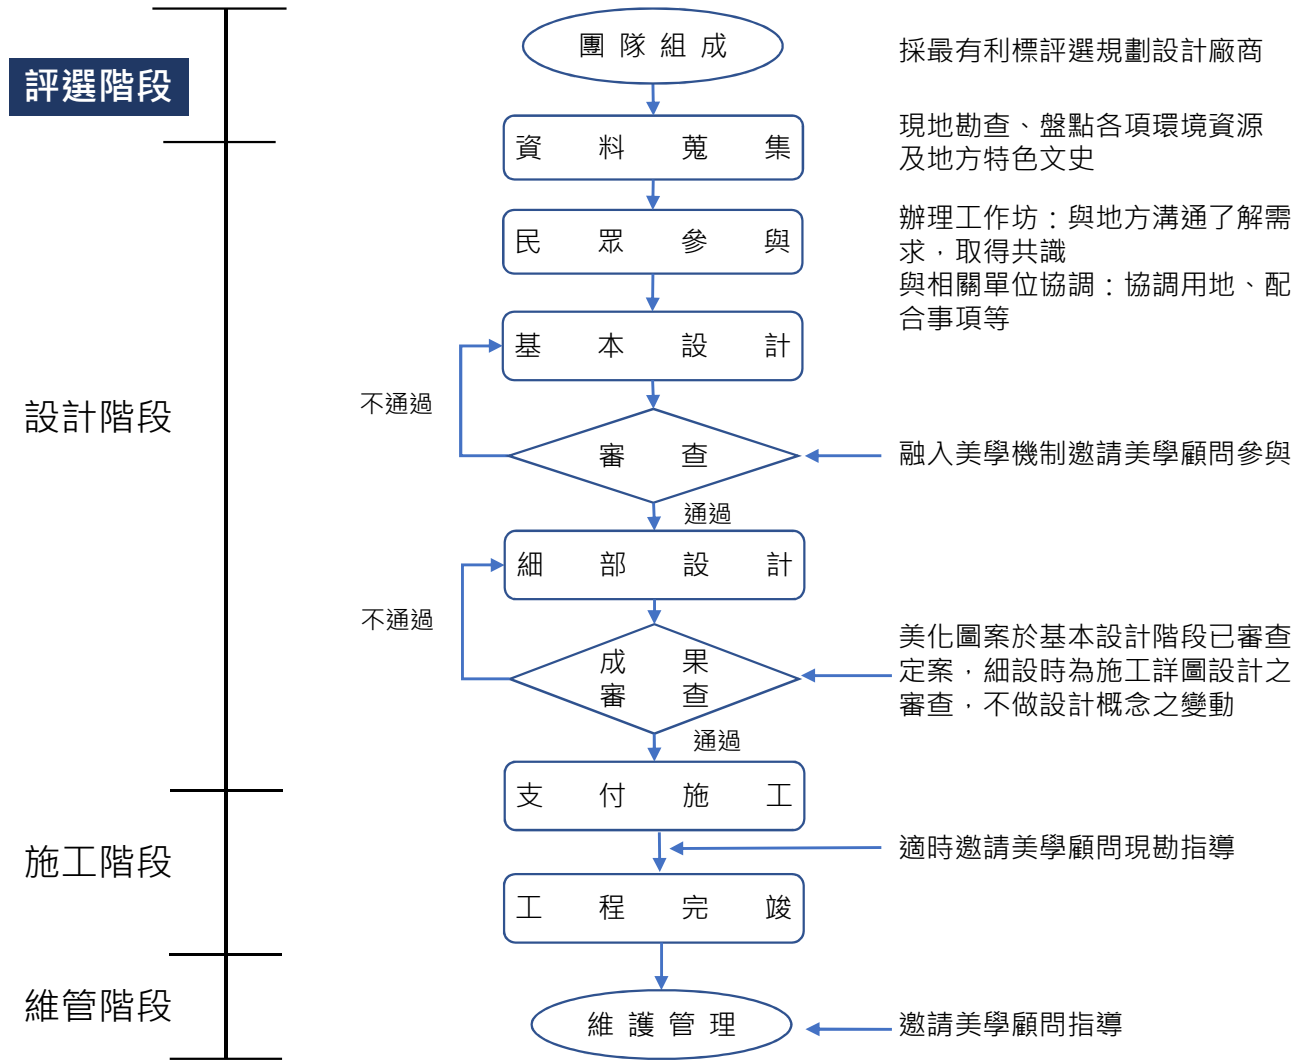 團隊組成
採最有利標評選規劃設計廠商
評選階段
資料蒐集
現地勘查、盤點各項環境資源
及地方特色文史
民眾參與
辦理工作坊：與地方溝通了解需
求，取得共識
與相關單位協調：協調用地、配
合事項等
基本設計
不通過
設計階段
審查
融入美學機制邀請美學顧問參與
通過
細部設計
不通過
成果
審查
美化圖案於基本設計階段已審查
定案，細設時為施工詳圖設計之
審查，不做設計概念之變動
通過
支付施工
施工階段
適時邀請美學顧問現勘指導
工程完竣
維管階段
維護管理
邀請美學顧問指導